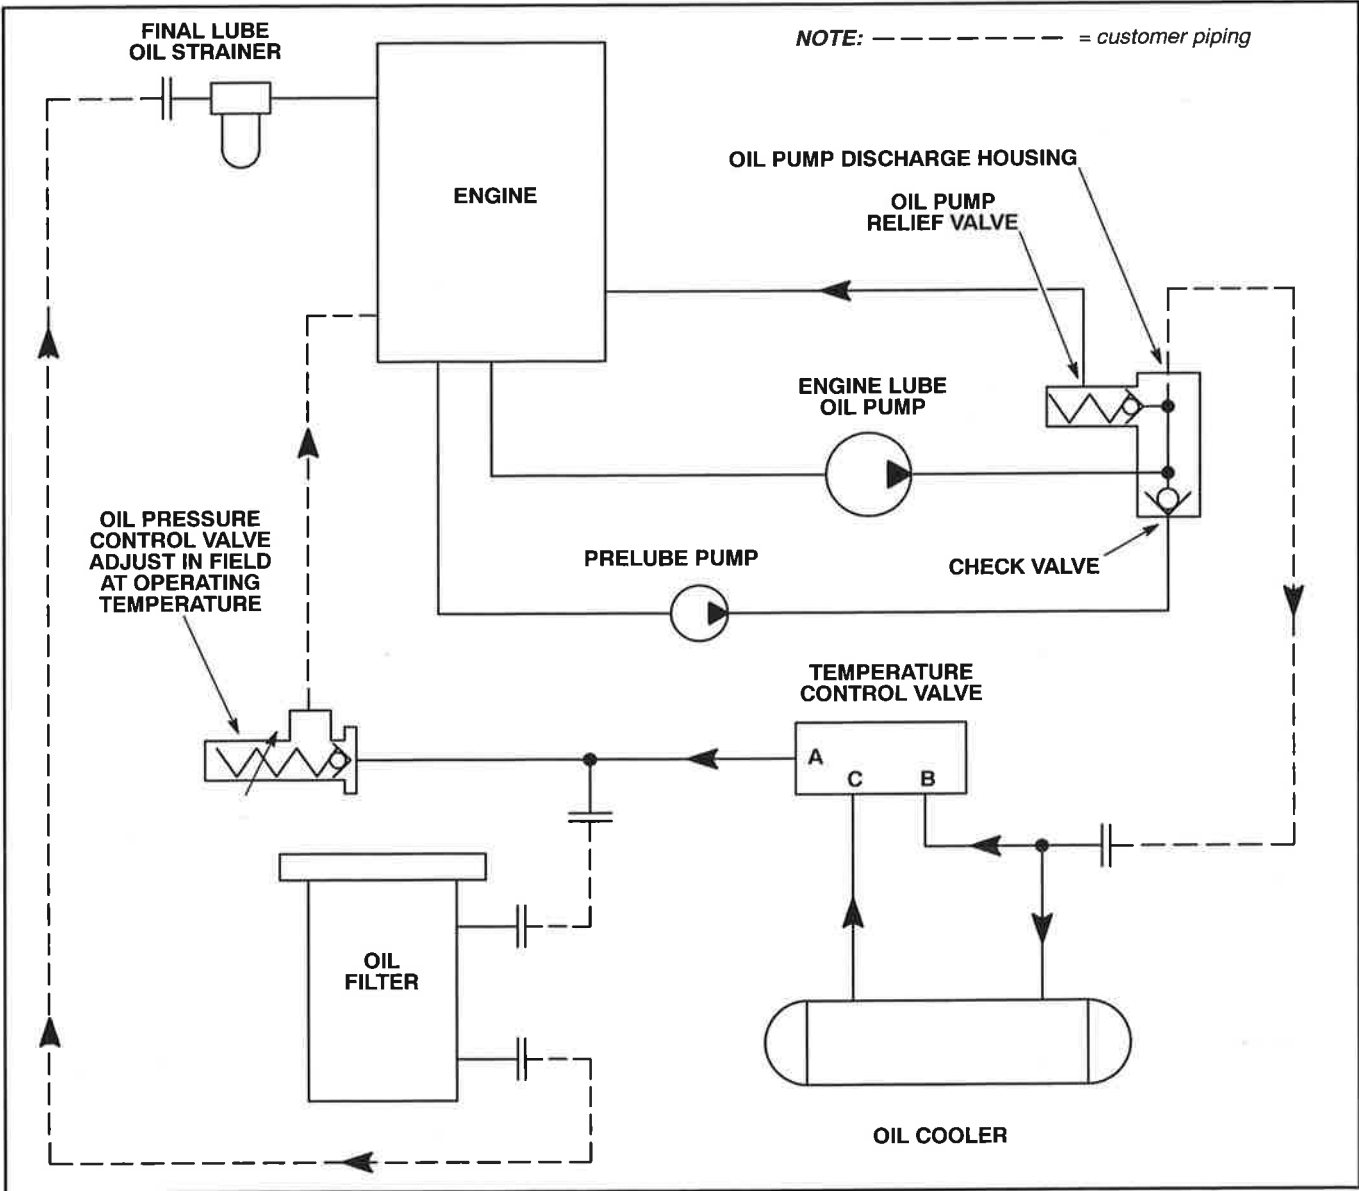 FINAL LUBE
OIL STRAINER
NOTE: = customer piping
ENGINE
OIL PUMP DISCHARGE HOUSING
OIL PUMP
RELIEF VALVE
ENGINE LUBE
OIL PUMP
OIL PRESSURE
CONTROL VALVE
ADJUST IN FIELD
AT OPERATING
TEMPERATURE
PRELUBE PUMP
CHECK VALVE
TEMPERATURE
CONTROL VALVE
A
C
B
OIL
FILTER
OIL COOLER